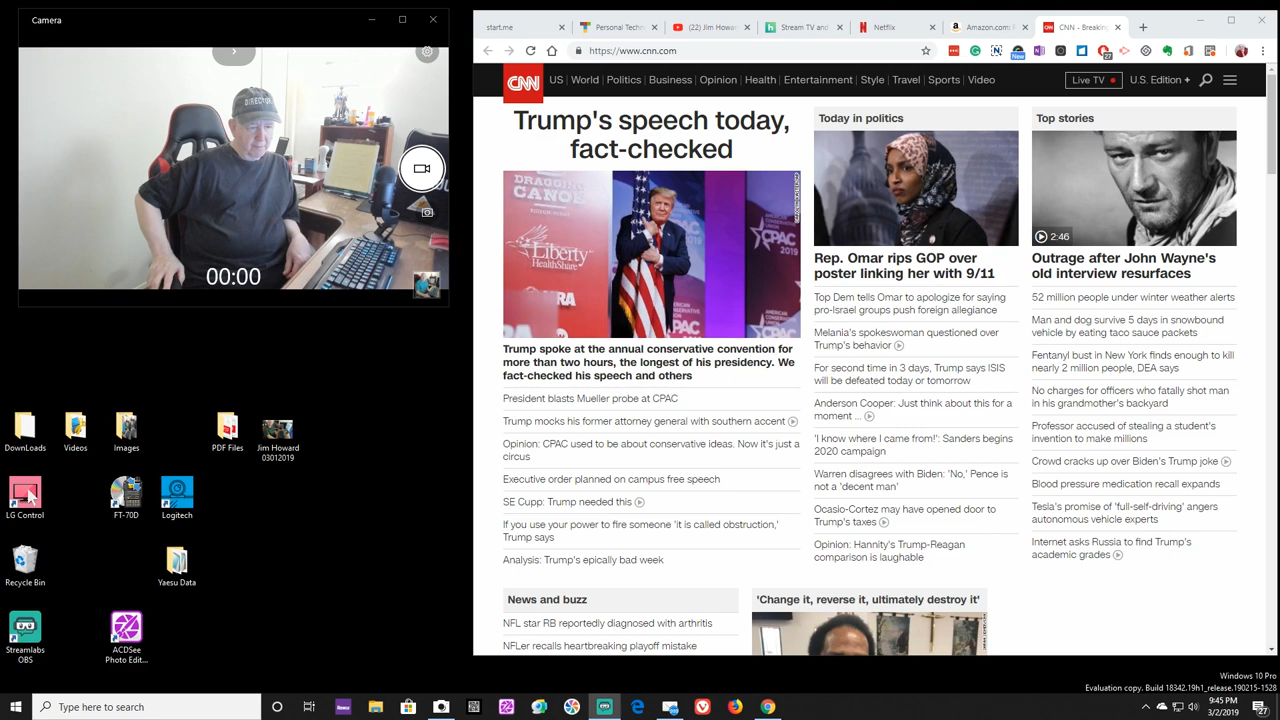 Camera
DIRECTOR
00:00
DownLoads
Videos
Images
PDF Files
Jim Howard
03012019
LG Control
FT-70D
Logitech
Recycle Bin
Yaesu Data
Streamlabs
OBS
ACDSee
Photo Edit...
start.me
Personal Techn
(22) Jim Howar
Stream TV and
Netflix
Amazon.com:
CNN - Breaking
https://www.cnn.com
New
27
CNN
US
World
Politics
Business
Opinion
Health
Entertainment
Style
Travel
Sports
Video
Live TV
U.S. Edition +
Trump's speech today,
fact-checked
DRAGGING
CANOE
Liberty
HealthShare
CPAC
2019
Trump spoke at the annual conservative convention for
more than two hours, the longest of his presidency. We
fact-checked his speech and others
President blasts Mueller probe at CPAC
Trump mocks his former attorney general with southern accent
Opinion: CPAC used to be about conservative ideas. Now it's just a
circus
Executive order planned on campus free speech
SE Cupp: Trump needed this
If you use your power to fire someone 'it is called obstruction,'
Trump says
Analysis: Trump's epically bad week
Today in politics
Rep. Omar rips GOP over
poster linking her with 9/11
Top Dem tells Omar to apologize for saying
pro-Israel groups push foreign allegiance
Melania's spokeswoman questioned over
Trump's behavior
For second time in 3 days, Trump says ISIS
will be defeated today or tomorrow
Anderson Cooper: Just think about this for a
moment ...
'I know where I came from!': Sanders begins
2020 campaign
Warren disagrees with Biden: 'No,' Pence is
not a 'decent man'
Ocasio-Cortez may have opened door to
Trump's taxes
Opinion: Hannity's Trump-Reagan
comparison is laughable
Top stories
2:46
Outrage after John Wayne's
old interview resurfaces
52 million people under winter weather alerts
Man and dog survive 5 days in snowbound
vehicle by eating taco sauce packets
Fentanyl bust in New York finds enough to kill
nearly 2 million people, DEA says
No charges for officers who fatally shot man
in his grandmother's backyard
Professor accused of stealing a student's
invention to make millions
Crowd cracks up over Biden's Trump joke
Blood pressure medication recall expands
Tesla's promise of 'full-self-driving' angers
autonomous vehicle experts
Internet asks Russia to find Trump's
academic grades
News and buzz
NFL star RB reportedly diagnosed with arthritis
NFLer recalls heartbreaking playoff mistake
'Change it, reverse it, ultimately destroy it'
Windows 10 Pro
Evaluation copy. Build 18342.19h1_release.190215-1528
Type here to search
Roku
9:45 PM
3/2/2019
27